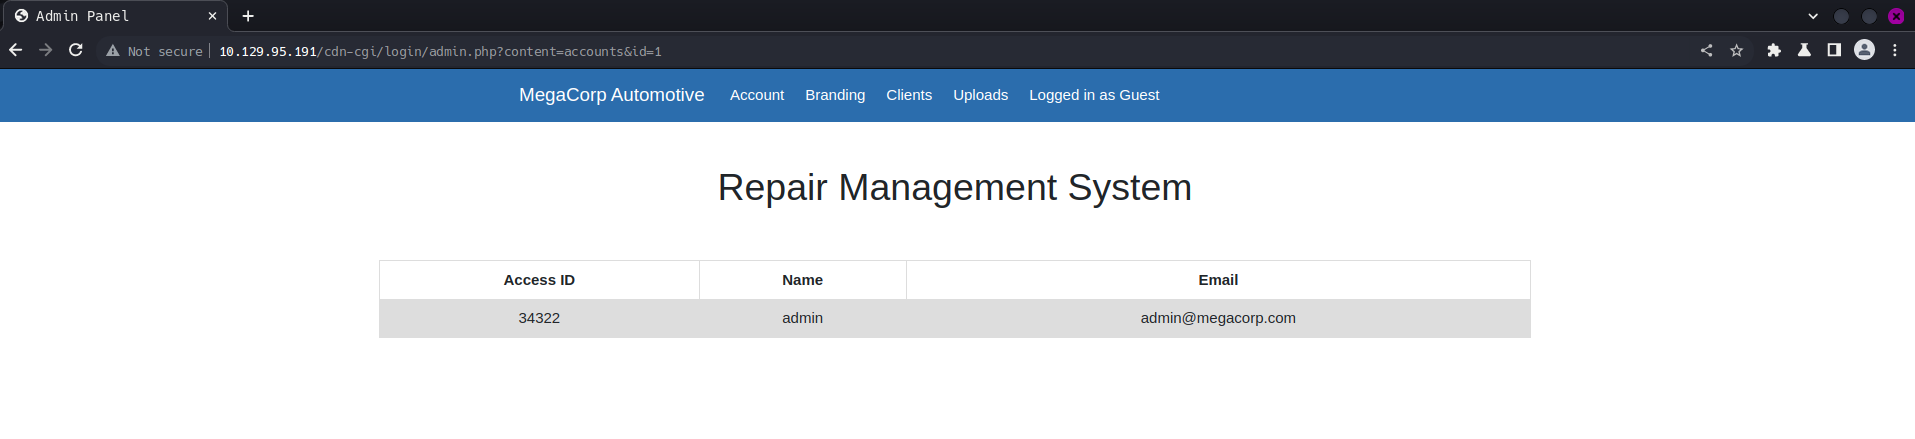 Admin Panel
Not secure 10.129.95.191/cdn-cgi/login/admin.php?content=accounts&id=1
MegaCorp Automotive Account Branding Clients Uploads Logged in as Guest
Repair Management System
Access ID Name Email
34322 admin admin@megacorp.com